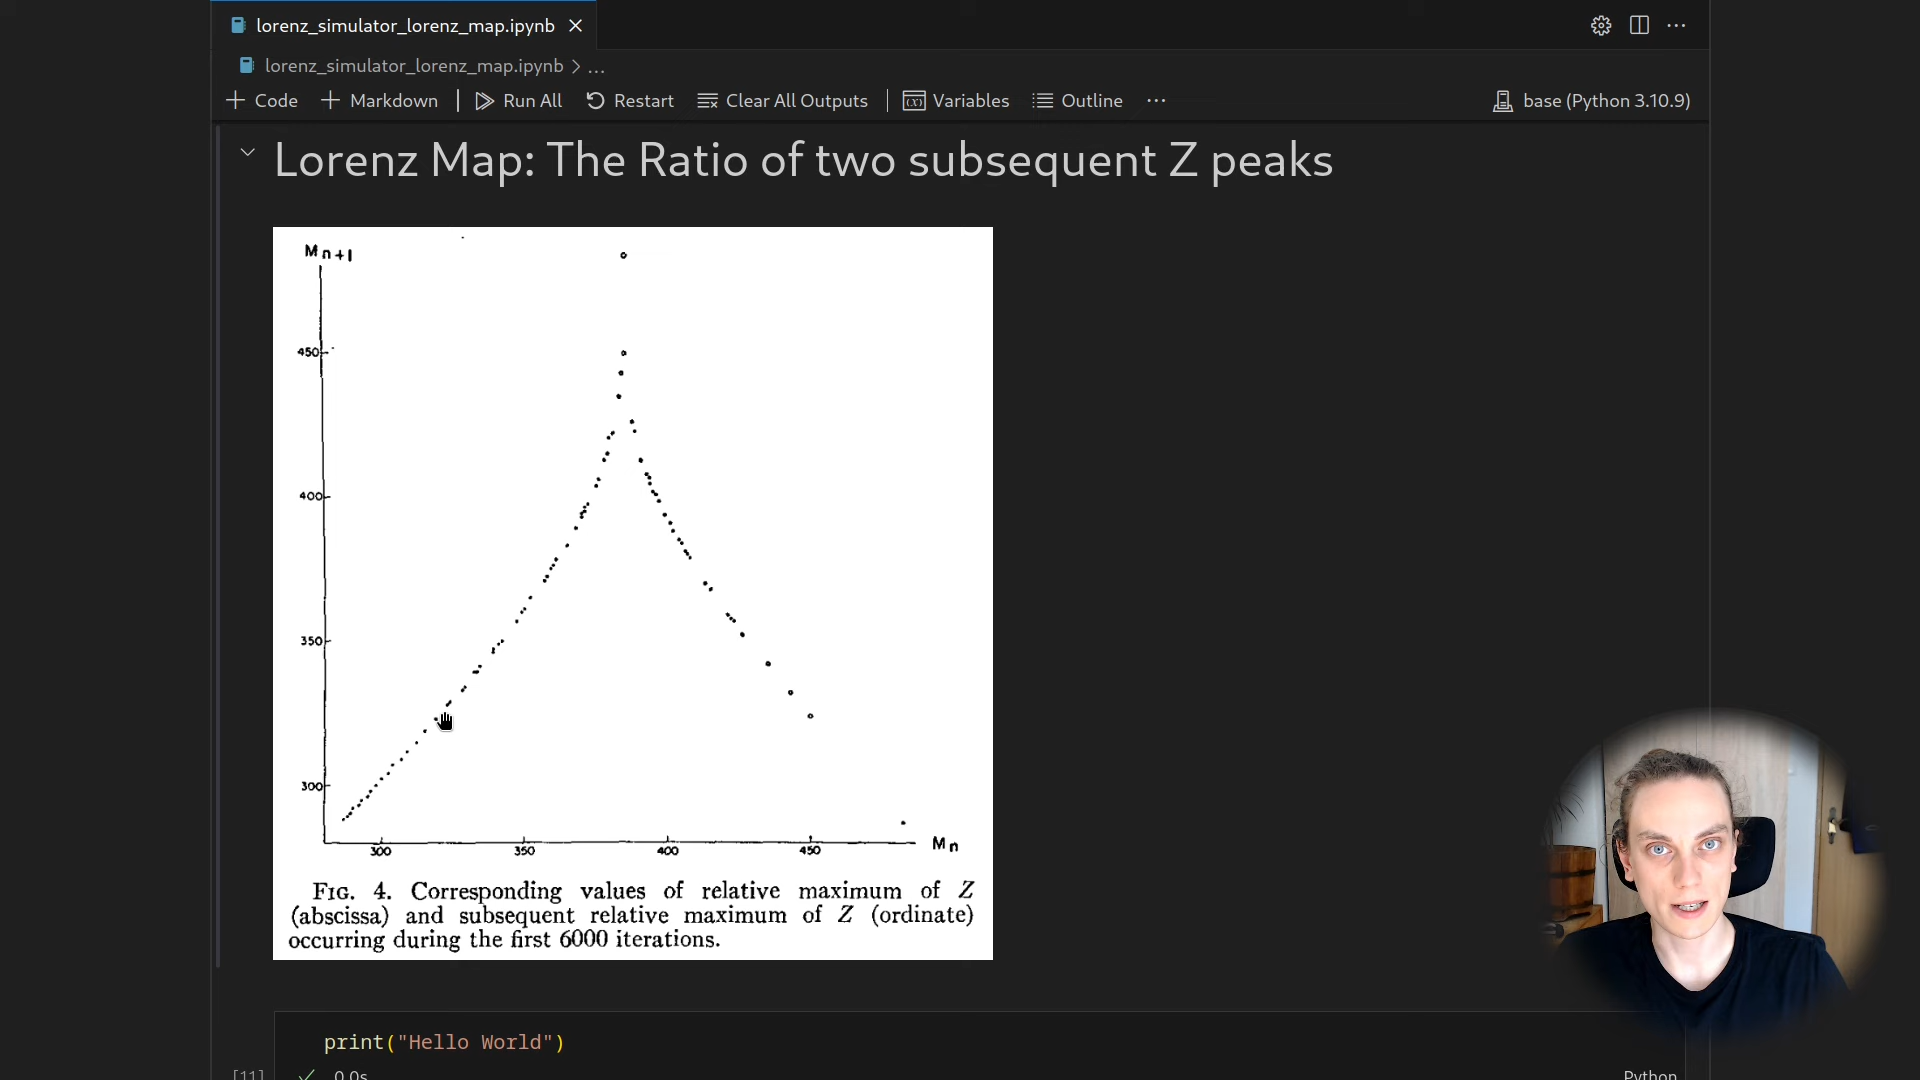 lorenz_simulator_lorenz_map.ipynb
lorenz_simulator_lorenz_map.ipynb > ...
+ Code + Markdown | Run All Restart Clear All Outputs | Variables Outline ... base (Python 3.10.9)
Lorenz Map: The Ratio of two subsequent Z peaks
Mn+1
450
400
350
300
300 350 400 450 Mn
FIG. 4. Corresponding values of relative maximum of Z
(abscissa) and subsequent relative maximum of Z (ordinate)
occurring during the first 6000 iterations.
print("Hello World")
[11] 0.0s Python